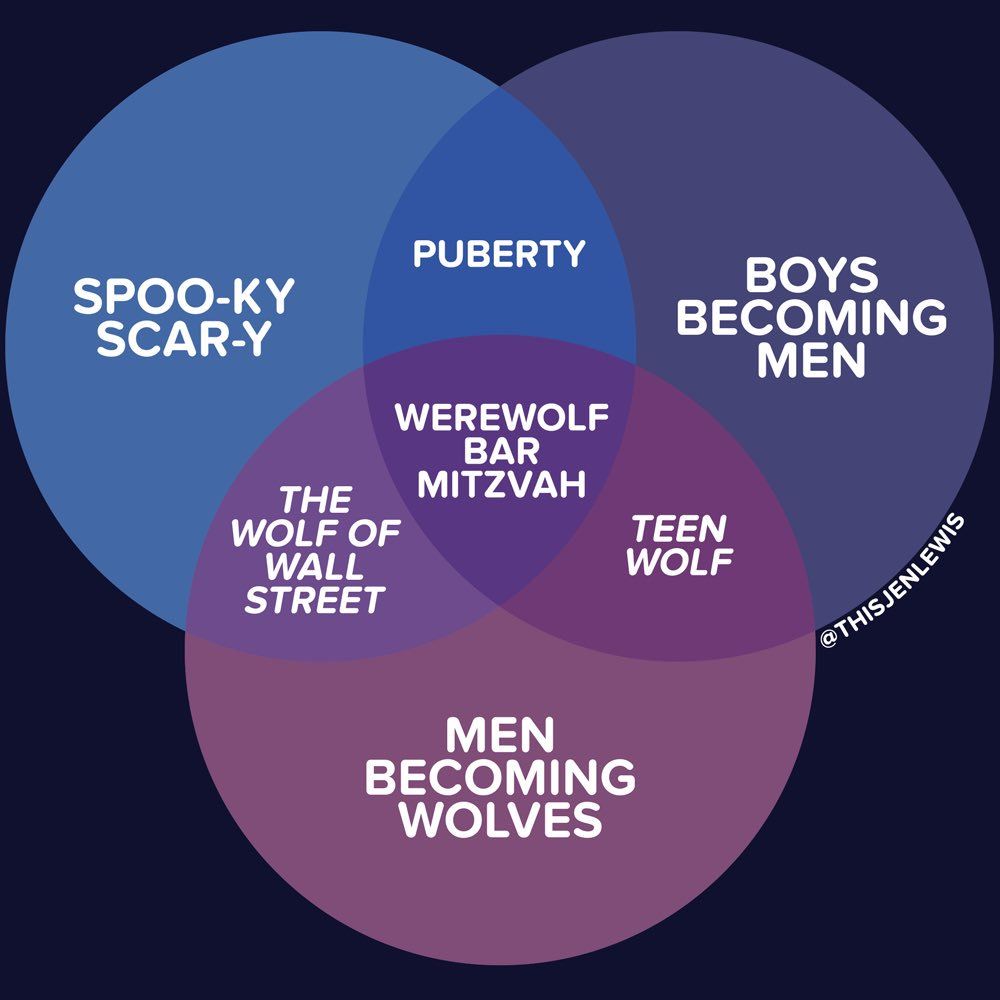 PUBERTY
SPOO-KY
SCAR-Y
BOYS
BECOMING
MEN
WEREWOLF
BAR
MITZVAH
THE
WOLF OF
WALL
STREET
TEEN
WOLF
@THISJENLEWIS
MEN
BECOMING
WOLVES